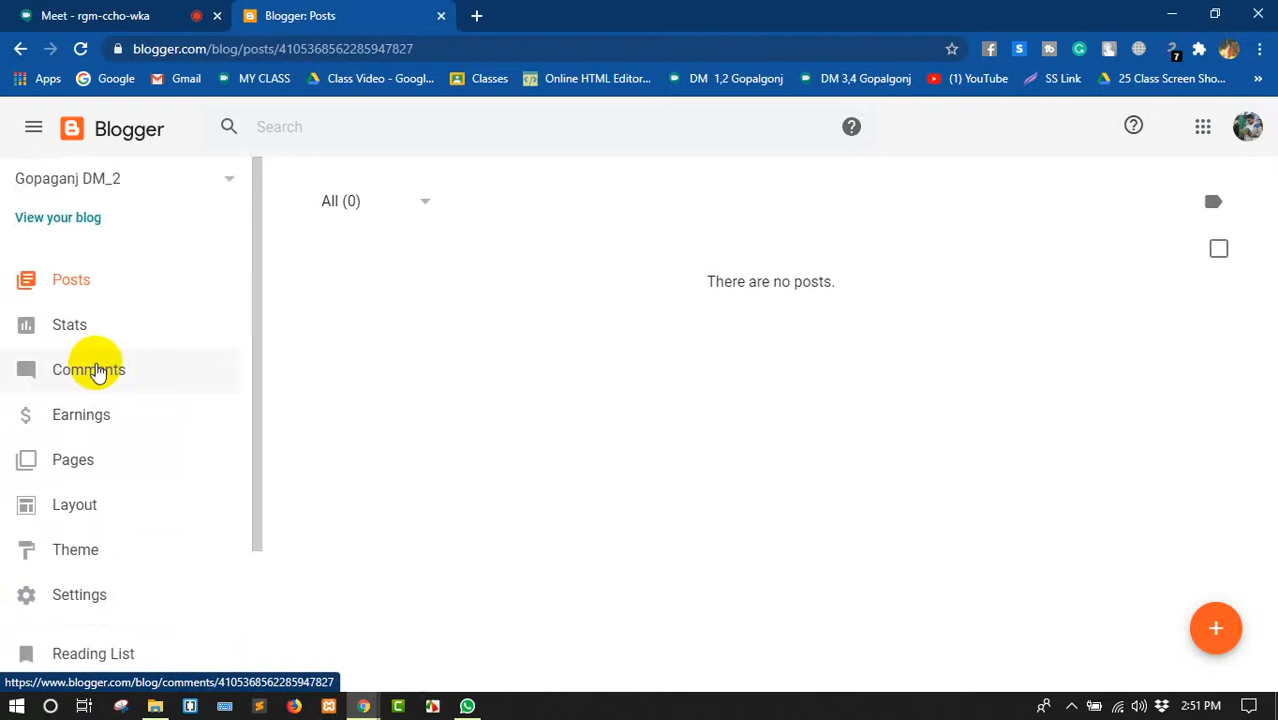 Meet - rgm-ccho-wka
Blogger: Posts
blogger.com/blog/posts/4105368562285947827
7
Apps
Google
Gmail
MY CLASS
Class Video - Googl...
Classes
Online HTML Editor...
DM 1,2 Gopalgonj
DM 3,4 Gopalgonj
() YouTube
SS Link
25 Class Screen Sho...
Blogger
Search
Gopaganj DM_2
View your blog
All (0)
There are no posts.
Posts
Stats
Comments
Earnings
Pages
Layout
Theme
Settings
Reading List
https://www.blogger.com/blog/comments/4105368562285947827
2:51 PM